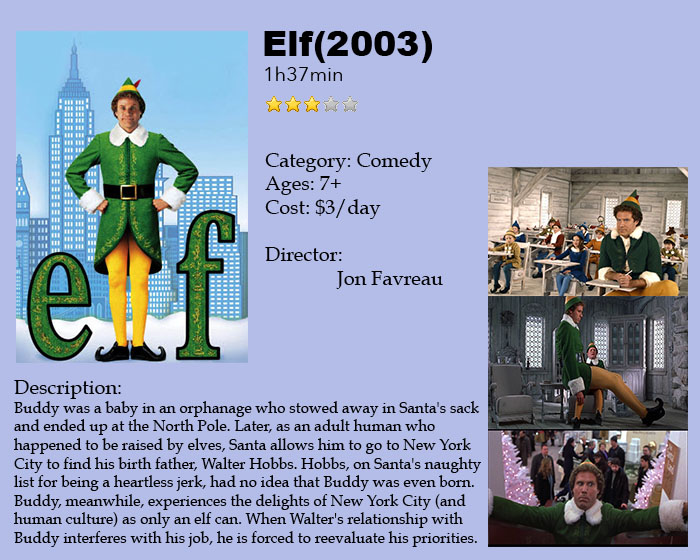 Elf(2003)
1h37min
Category: Comedy
Ages: 7+
Cost: $3/day
Director:
Jon Favreau
elf
Description:
Buddy was a baby in an orphanage who stowed away in Santa's sack
and ended up at the North Pole. Later, as an adult human who
happened to be raised by elves, Santa allows him to go to New York
City to find his birth father, Walter Hobbs. Hobbs, on Santa's naughty
list for being a heartless jerk, had no idea that Buddy was even born.
Buddy, meanwhile, experiences the delights of New York City (and
human culture) as only an elf can. When Walter's relationship with
Buddy interferes with his job, he is forced to reevaluate his priorities.